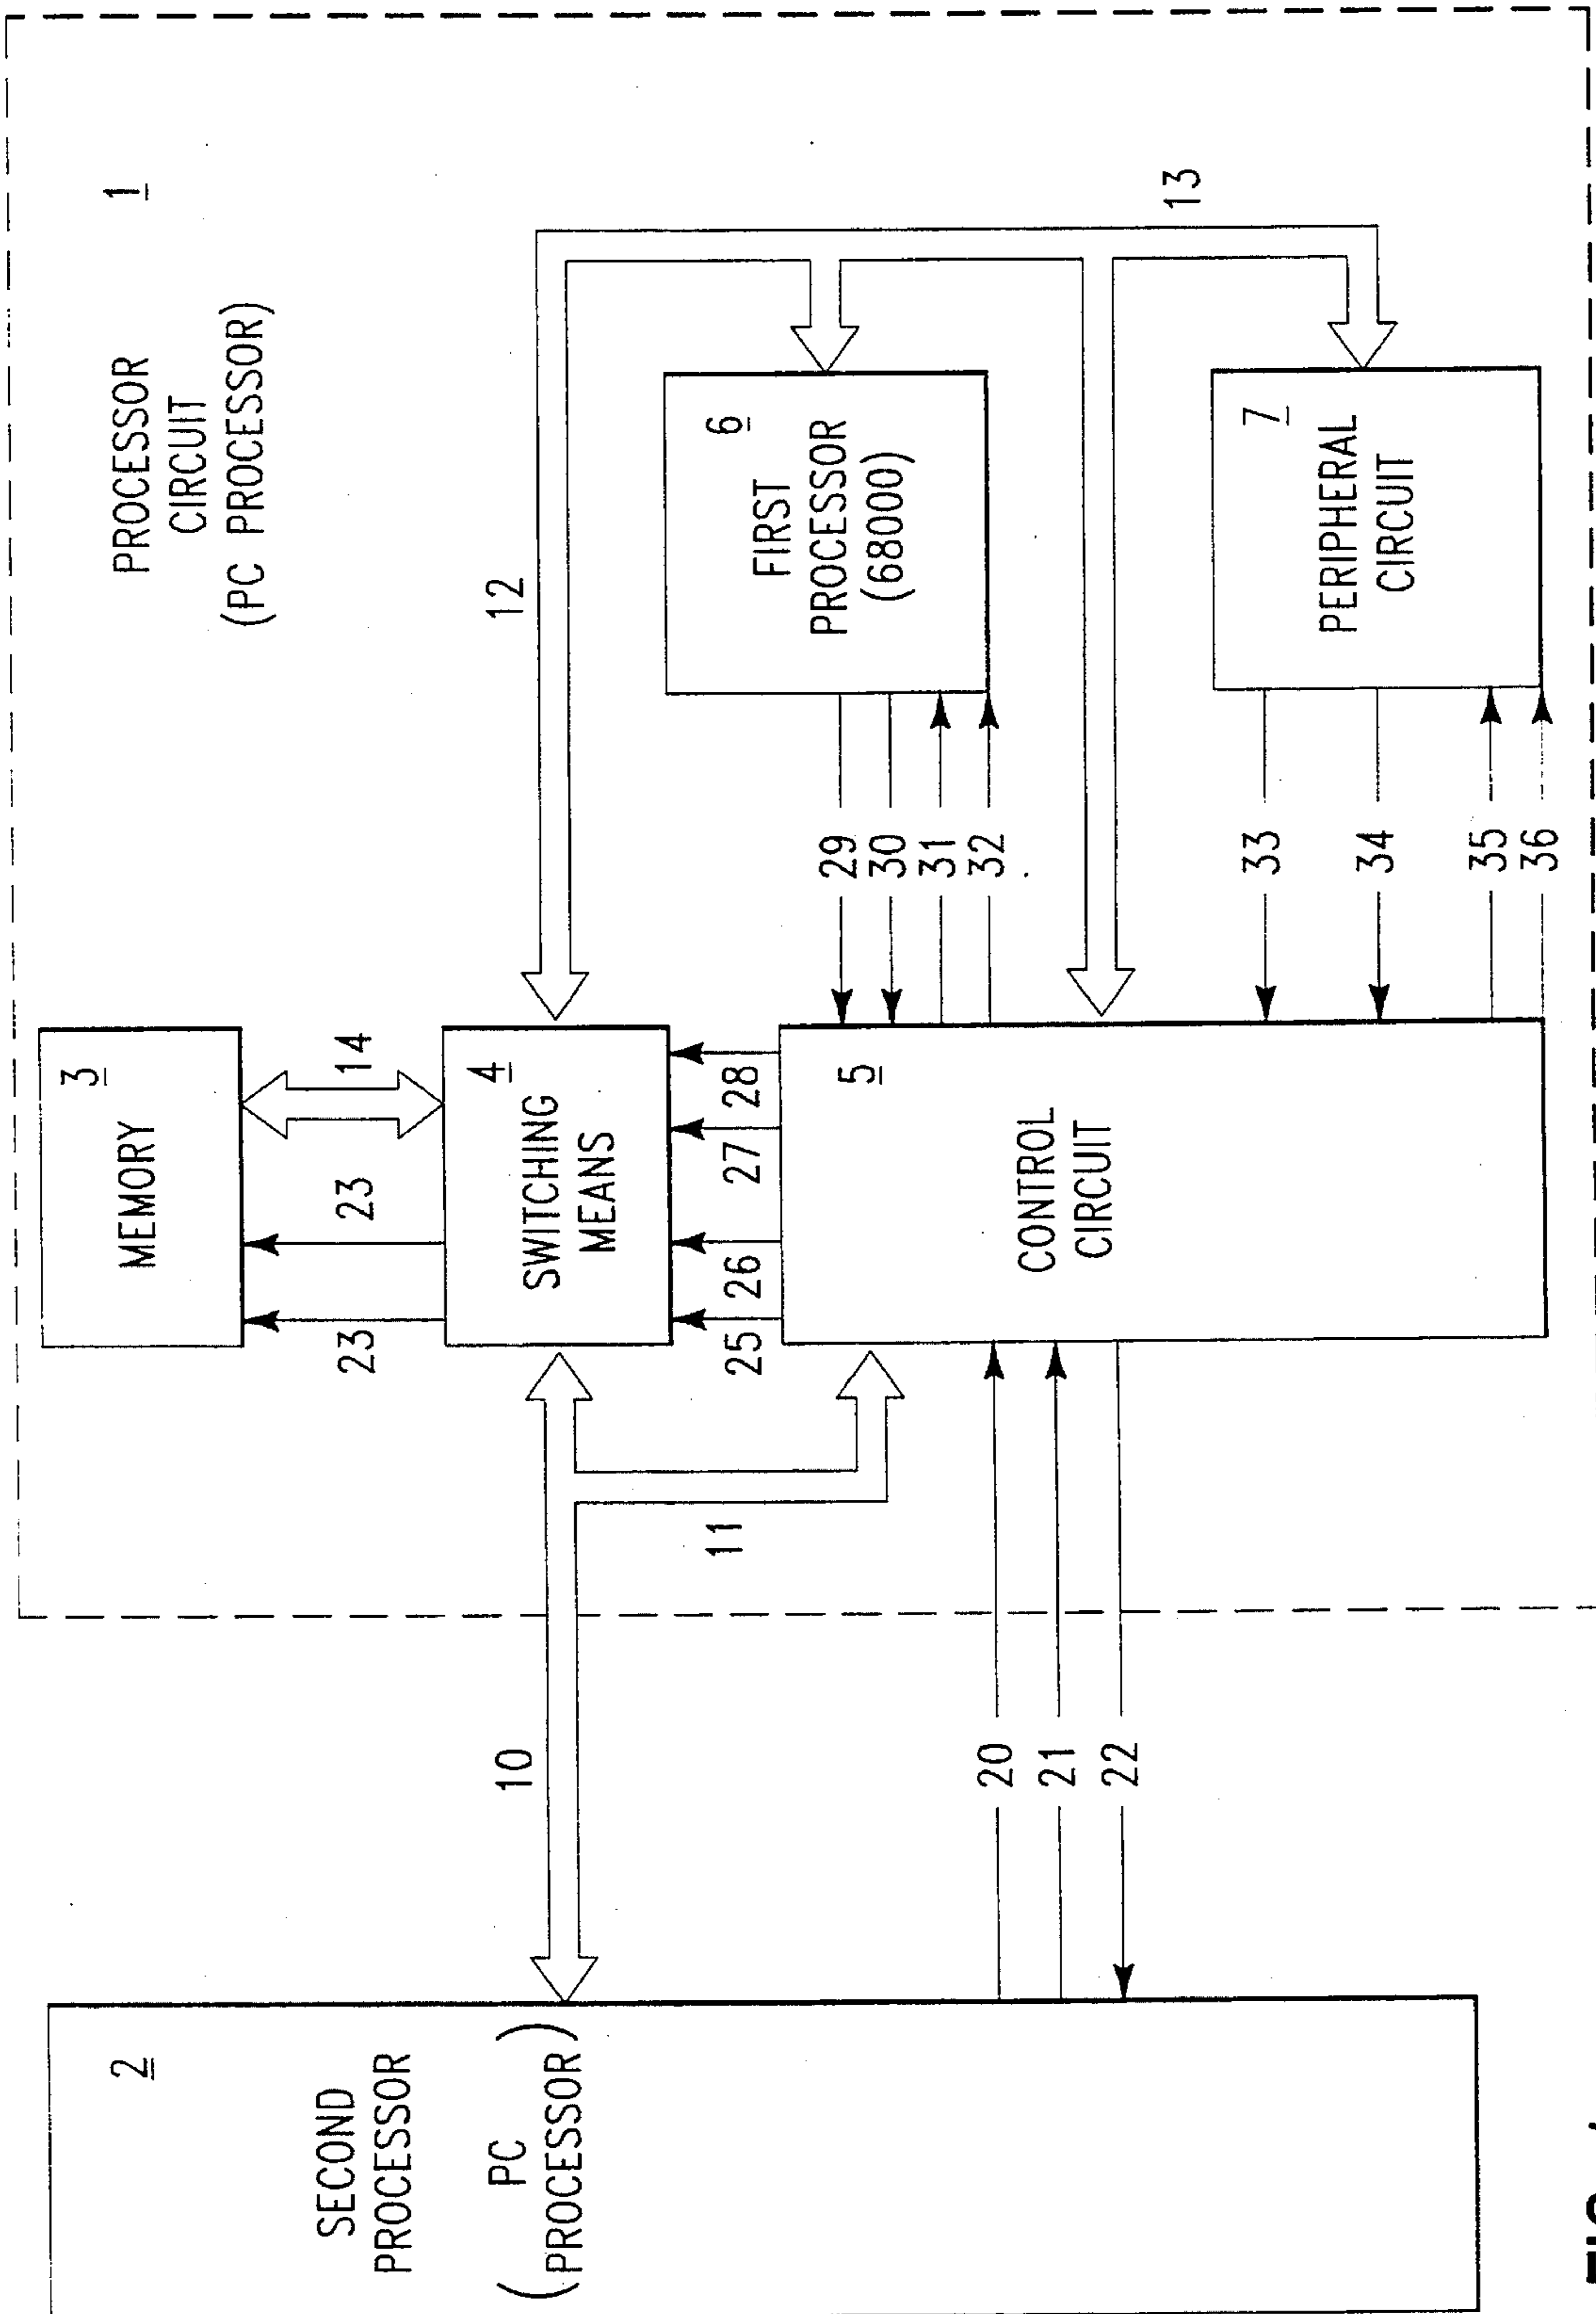 1
PROCESSOR
CIRCUIT
(PC PROCESSOR)
2
SECOND
PROCESSOR
( PC )
PROCESSOR
3
MEMORY
23
23
14
4
SWITCHING
MEANS
12
10
11
25
26
27
28
5
CONTROL
CIRCUIT
6
FIRST
PROCESSOR
(68000)
13
29
30
31
32
20
21
22
7
PERIPHERAL
CIRCUIT
33
34
35
36